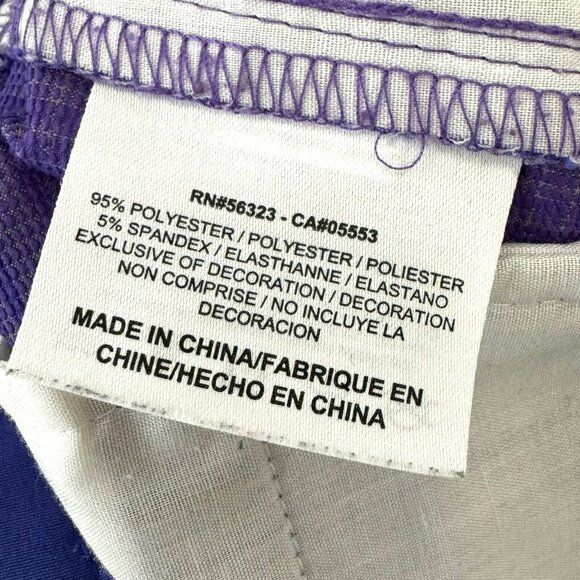 RN#56323 - CA#05553
95% POLYESTER / POLYESTER / POLIESTER
5% SPANDEX / ELASTHANNE / ELASTANO
EXCLUSIVE OF DECORATION / DECORATION
NON COMPRISE / NO INCLUYE LA
DECORACION
MADE IN CHINA/FABRIQUE EN
CHINE/HECHO EN CHINA